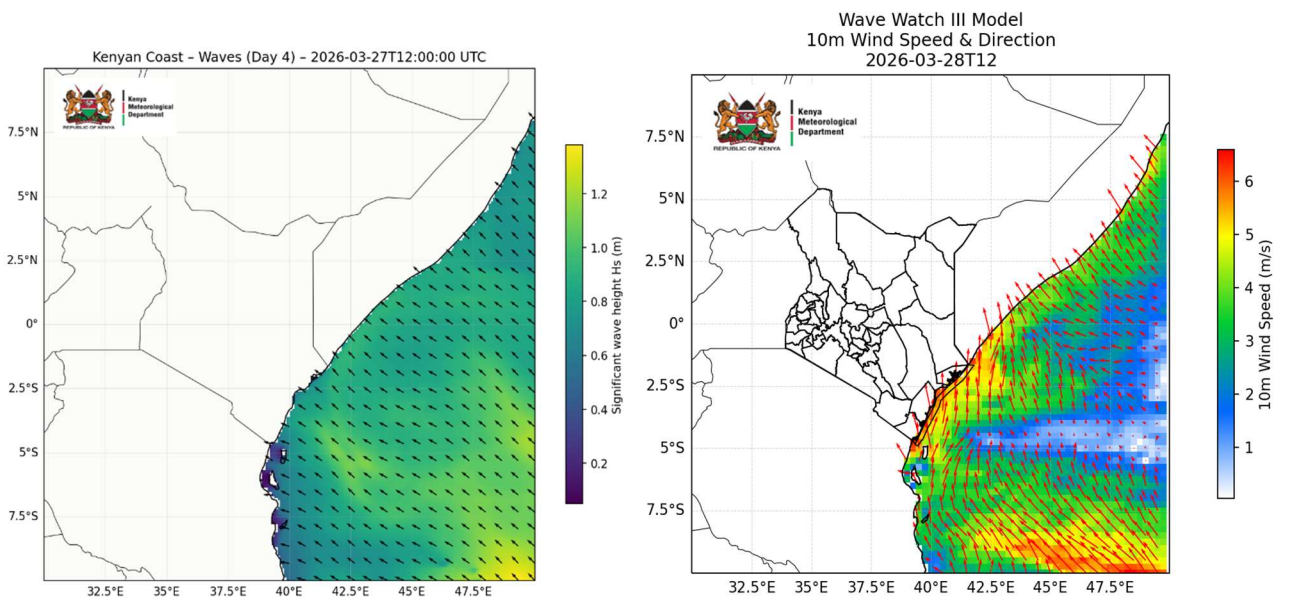 Kenyan Coast – Waves (Day 4) – 2026-03-27T12:00:00 UTC
Kenya
Meteorological
Department
REPUBLIC OF KENYA
7.5°N
5°N
2.5°N
0°
2.5°S
5°S
7.5°S
32.5°E
35°E
37.5°E
40°E
42.5°E
45°E
47.5°E
1.2
1.0
0.8
0.6
0.4
0.2
Significant wave height Hs (m)
Wave Watch III Model
10m Wind Speed & Direction
2026-03-28T12
Kenya
Meteorological
Department
REPUBLIC OF KENYA
7.5°N
5°N
2.5°N
0°
2.5°S
5°S
7.5°S
32.5°E
35°E
37.5°E
40°E
42.5°E
45°E
47.5°E
6
5
4
3
2
1
10m Wind Speed (m/s)